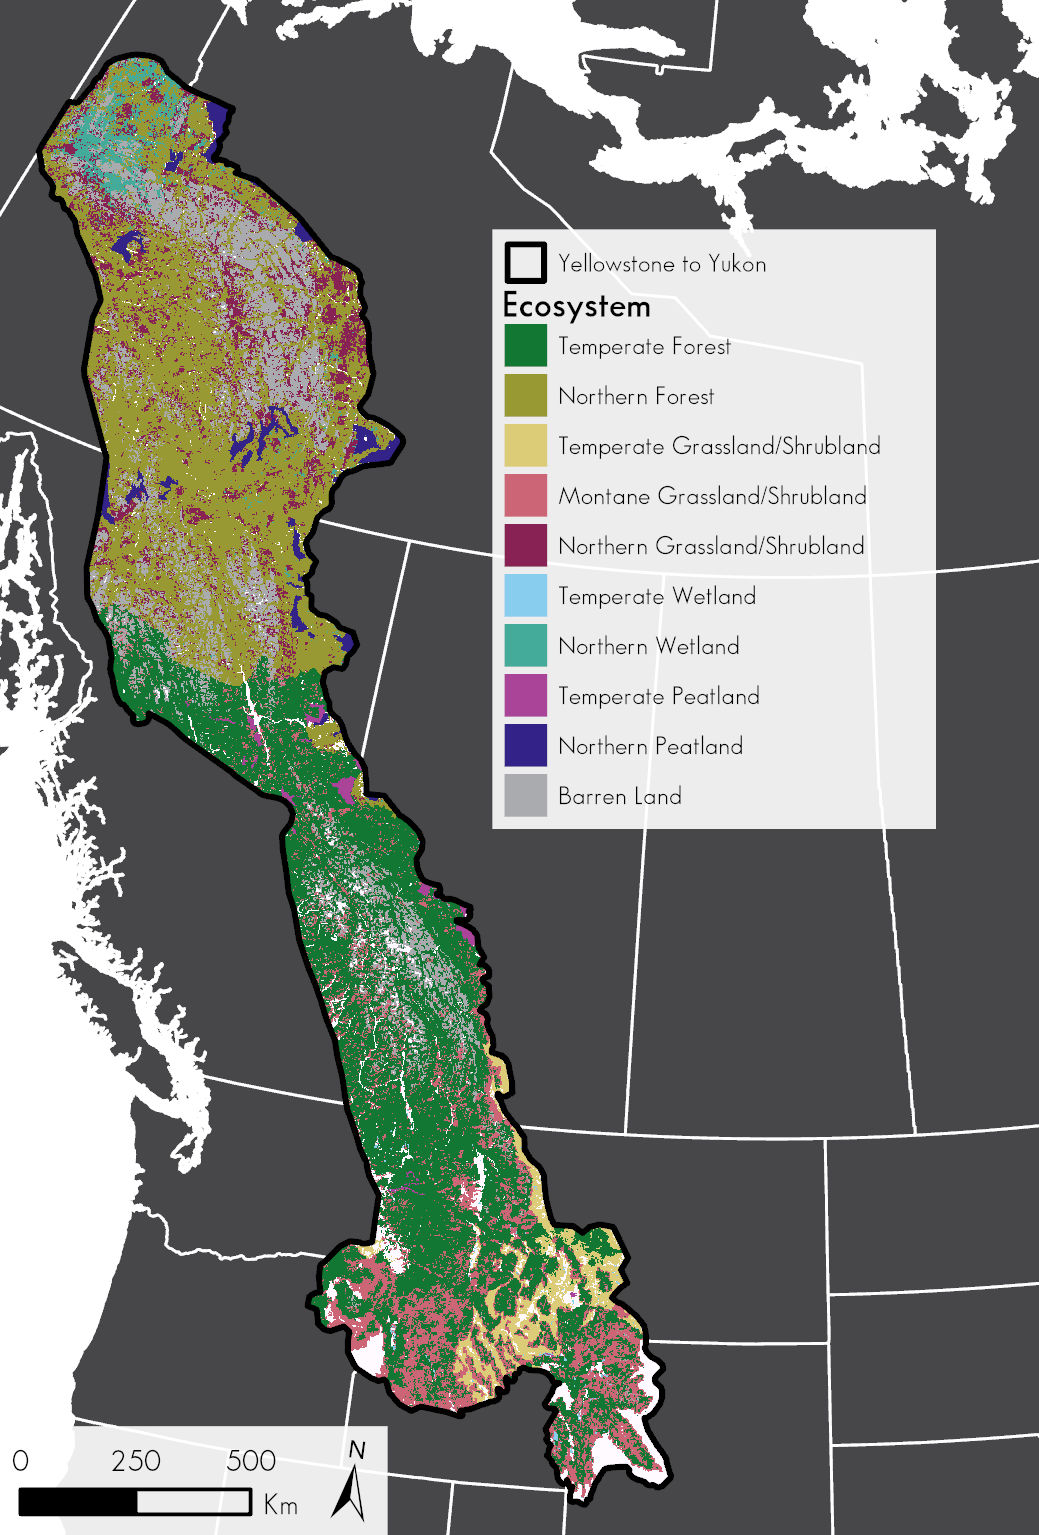 Yellowstone to Yukon
Ecosystem
Temperate Forest
Northern Forest
Temperate Grassland/Shrubland
Montane Grassland/Shrubland
Northern Grassland/Shrubland
Temperate Wetland
Northern Wetland
Temperate Peatland
Northern Peatland
Barren Land
0 250 500
Km
N